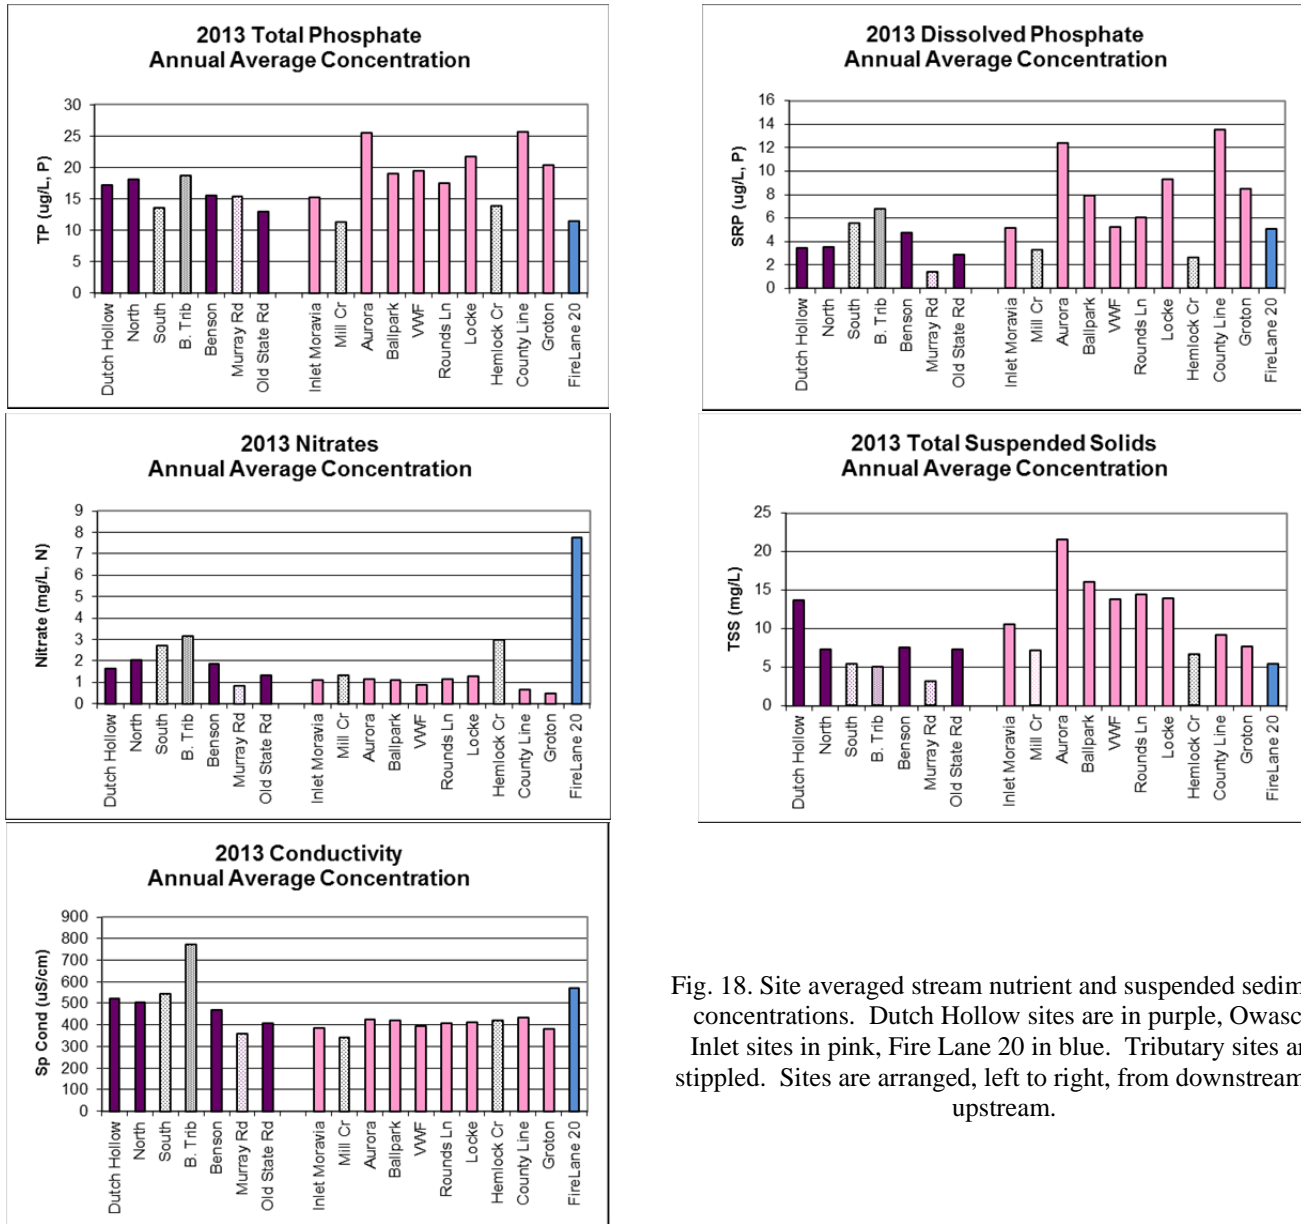 2013 Total Phosphate
Annual Average Concentration
TP (ug/L, P)
30
25
20
15
10
5
0
Dutch Hollow
North
South
B. Trib
Benson
Murray Rd
Old State Rd
Inlet Moravia
Mill Cr
Aurora
Ballpark
VWF
Rounds Ln
Locke
Hemlock Cr
County Line
Groton
FireLane 20
2013 Dissolved Phosphate
Annual Average Concentration
SRP (ug/L, P)
16
14
12
10
8
6
4
2
0
Dutch Hollow
North
South
B. Trib
Benson
Murray Rd
Old State Rd
Inlet Moravia
Mill Cr
Aurora
Ballpark
VWF
Rounds Ln
Locke
Hemlock Cr
County Line
Groton
FireLane 20
2013 Nitrates
Annual Average Concentration
Nitrate (mg/L, N)
9
8
7
6
5
4
3
2
1
0
Dutch Hollow
North
South
B. Trib
Benson
Murray Rd
Old State Rd
Inlet Moravia
Mill Cr
Aurora
Ballpark
VWF
Rounds Ln
Locke
Hemlock Cr
County Line
Groton
FireLane 20
2013 Total Suspended Solids
Annual Average Concentration
TSS (mg/L)
25
20
15
10
5
0
Dutch Hollow
North
South
B. Trib
Benson
Murray Rd
Old State Rd
Inlet Moravia
Mill Cr
Aurora
Ballpark
VWF
Rounds Ln
Locke
Hemlock Cr
County Line
Groton
FireLane 20
2013 Conductivity
Annual Average Concentration
Sp Cond (uS/cm)
900
800
700
600
500
400
300
200
100
0
Dutch Hollow
North
South
B. Trib
Benson
Murray Rd
Old State Rd
Inlet Moravia
Mill Cr
Aurora
Ballpark
VWF
Rounds Ln
Locke
Hemlock Cr
County Line
Groton
FireLane 20
Fig. 18. Site averaged stream nutrient and suspended sedim
concentrations. Dutch Hollow sites are in purple, Owasc
Inlet sites in pink, Fire Lane 20 in blue. Tributary sites ar
stippled. Sites are arranged, left to right, from downstream
upstream.